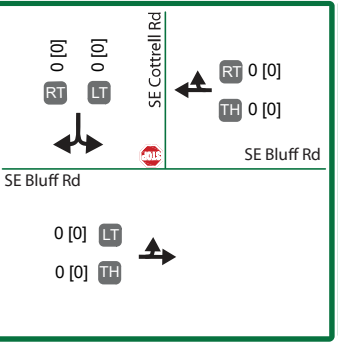 0 [0]
0 [0]
RT
LT
SE Cottrell Rd
STOP
RT 0 [0]
TH 0 [0]
SE Bluff Rd
SE Bluff Rd
0 [0] LT
0 [0] TH